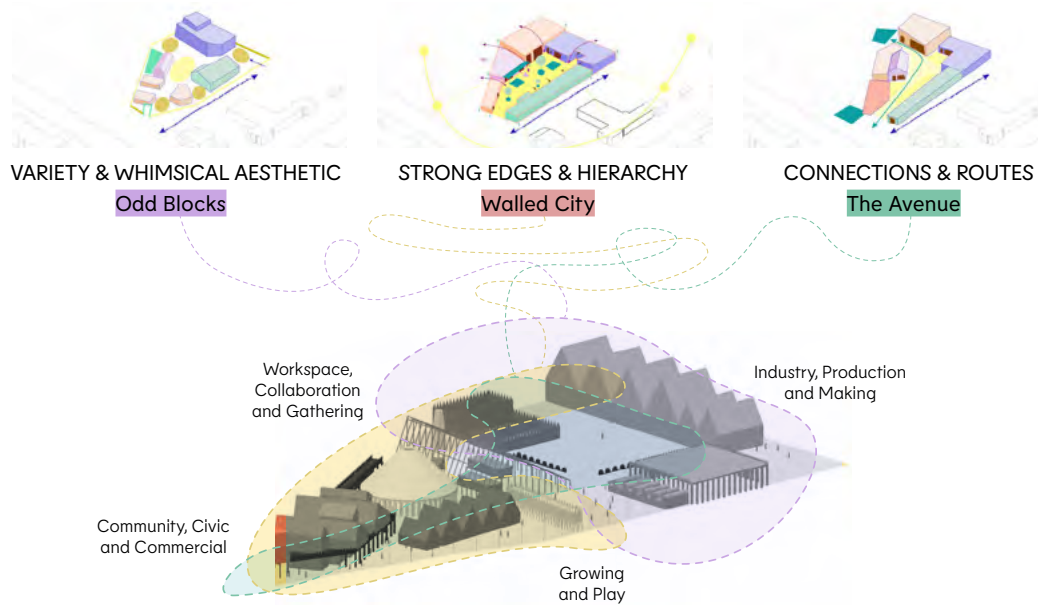 VARIETY & WHIMSICAL AESTHETIC
Odd Blocks
STRONG EDGES & HIERARCHY
Walled City
CONNECTIONS & ROUTES
The Avenue
Workspace,
Collaboration
and Gathering
Industry, Production
and Making
Community, Civic
and Commercial
Growing
and Play